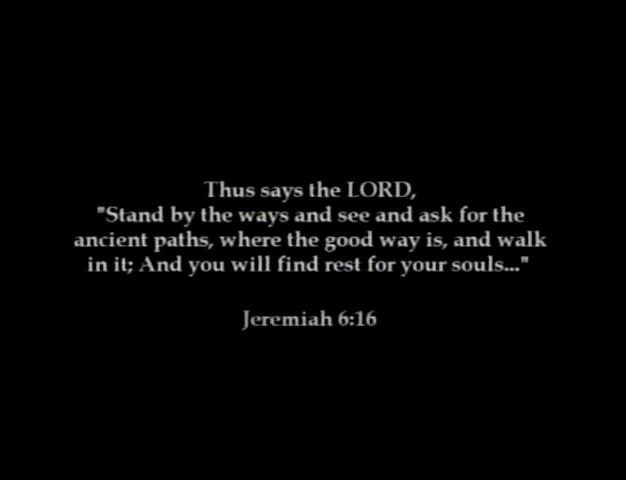 Thus says the LORD,
"Stand by the ways and see and ask for the
ancient paths, where the good way is, and walk
in it; And you will find rest for your souls..."
Jeremiah 6:16